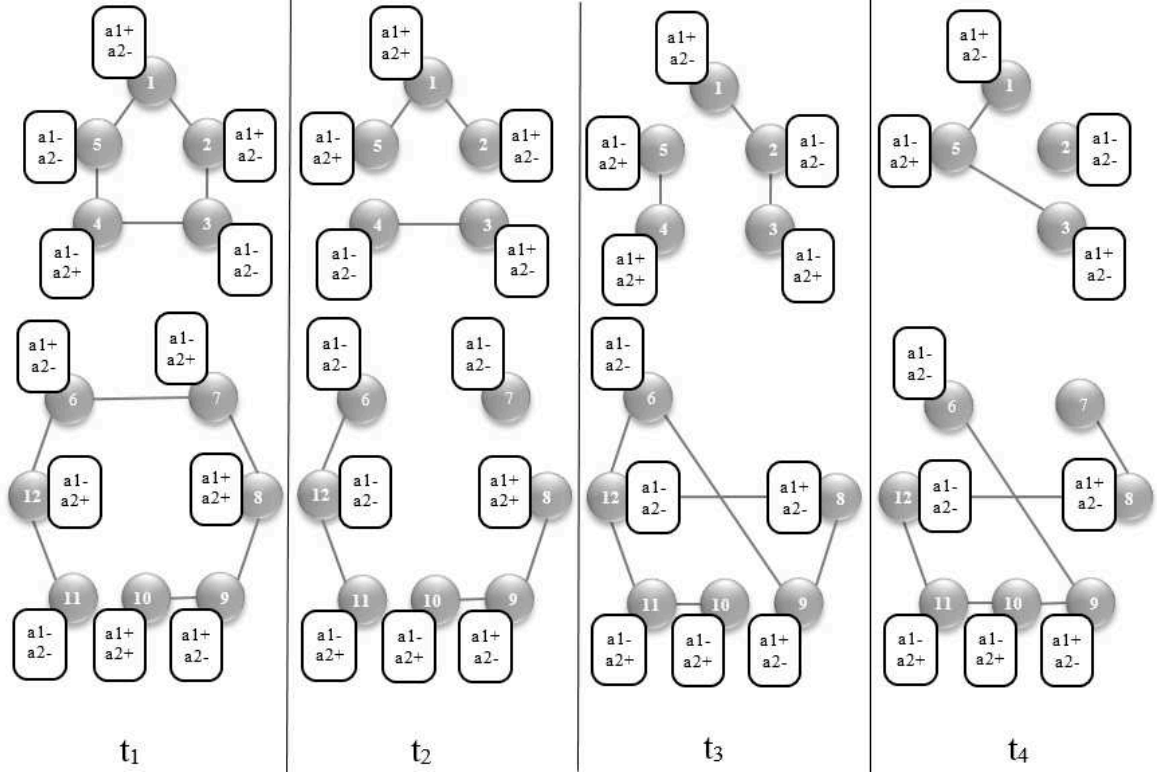 a1+
a2-
1
a1-
a2-
5
2
a1+
a2-
4
3
a1-
a2+
a1-
a2-
a1+
a2-
6
a1-
a2+
7
12
a1-
a2+
a1+
a2+
8
11
10
9
a1-
a2-
a1+
a2+
a1+
a2-
t1
a1+
a2+
1
a1-
a2+
5
2
a1+
a2-
4
3
a1-
a2-
a1+
a2-
a1-
a2-
6
a1-
a2-
7
12
a1-
a2-
a1+
a2+
8
11
10
9
a1-
a2+
a1-
a2+
a1+
a2-
t2
a1+
a2-
1
a1-
a2+
5
2
a1-
a2-
4
3
a1+
a2+
a1-
a2+
a1-
a2-
6
12
a1-
a2-
a1+
a2-
8
11
10
9
a1-
a2+
a1-
a2+
a1+
a2-
t3
a1+
a2-
1
a1-
a2+
5
2
a1-
a2-
3
a1+
a2-
a1-
a2-
6
7
12
a1-
a2-
a1+
a2-
8
11
10
9
a1-
a2+
a1-
a2+
a1+
a2-
t4